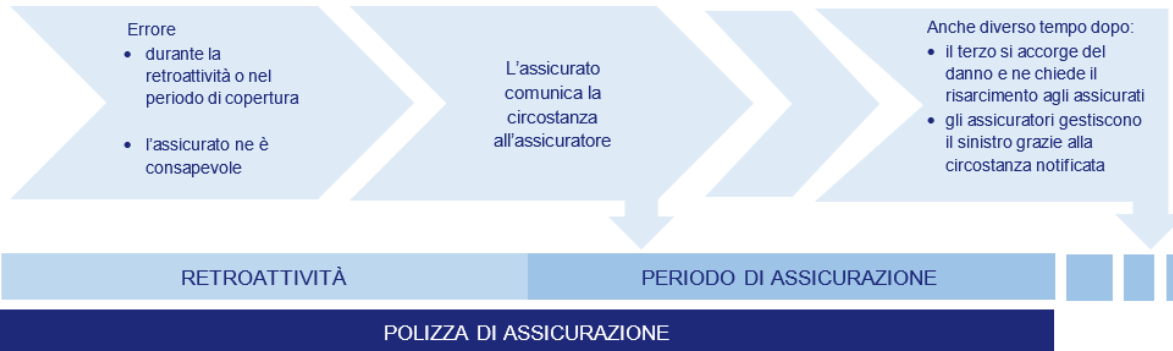 Errore
• durante la
retroattività o nel
periodo di copertura
• l'assicurato ne è
consapevole
L'assicurato
comunica la
circostanza
all'assicuratore
Anche diverso tempo dopo:
• il terzo si accorge del
danno e ne chiede il
risarcimento agli assicurati
• gli assicuratori gestiscono
il sinistro grazie alla
circostanza notificata
RETROATTIVITÀ
PERIODO DI ASSICURAZIONE
POLIZZA DI ASSICURAZIONE